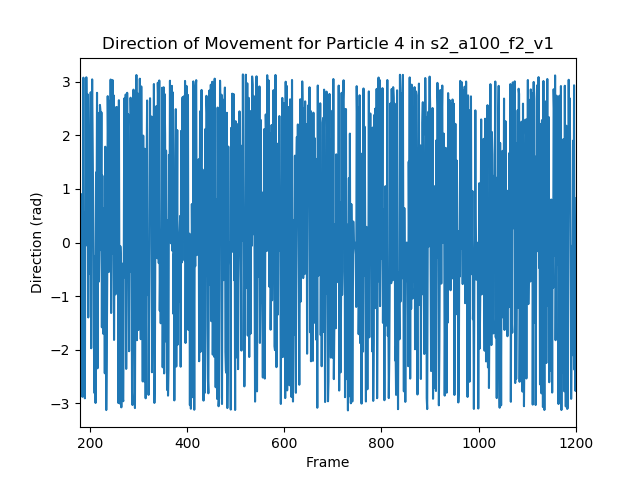 Direction of Movement for Particle 4 in s2_a100_f2_v1
3
2
1
0
−1
−2
−3
Direction (rad)
200 400 600 800 1000 1200
Frame